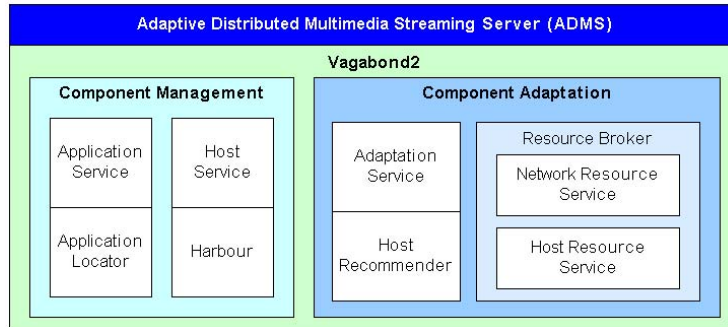 Adaptive Distributed Multimedia Streaming Server (ADMS)
Vagabond2
Component Management
Application
Service
Application
Locator
Host
Service
Harbour
Component Adaptation
Adaptation
Service
Host
Recommender
Resource Broker
Network Resource
Service
Host Resource
Service